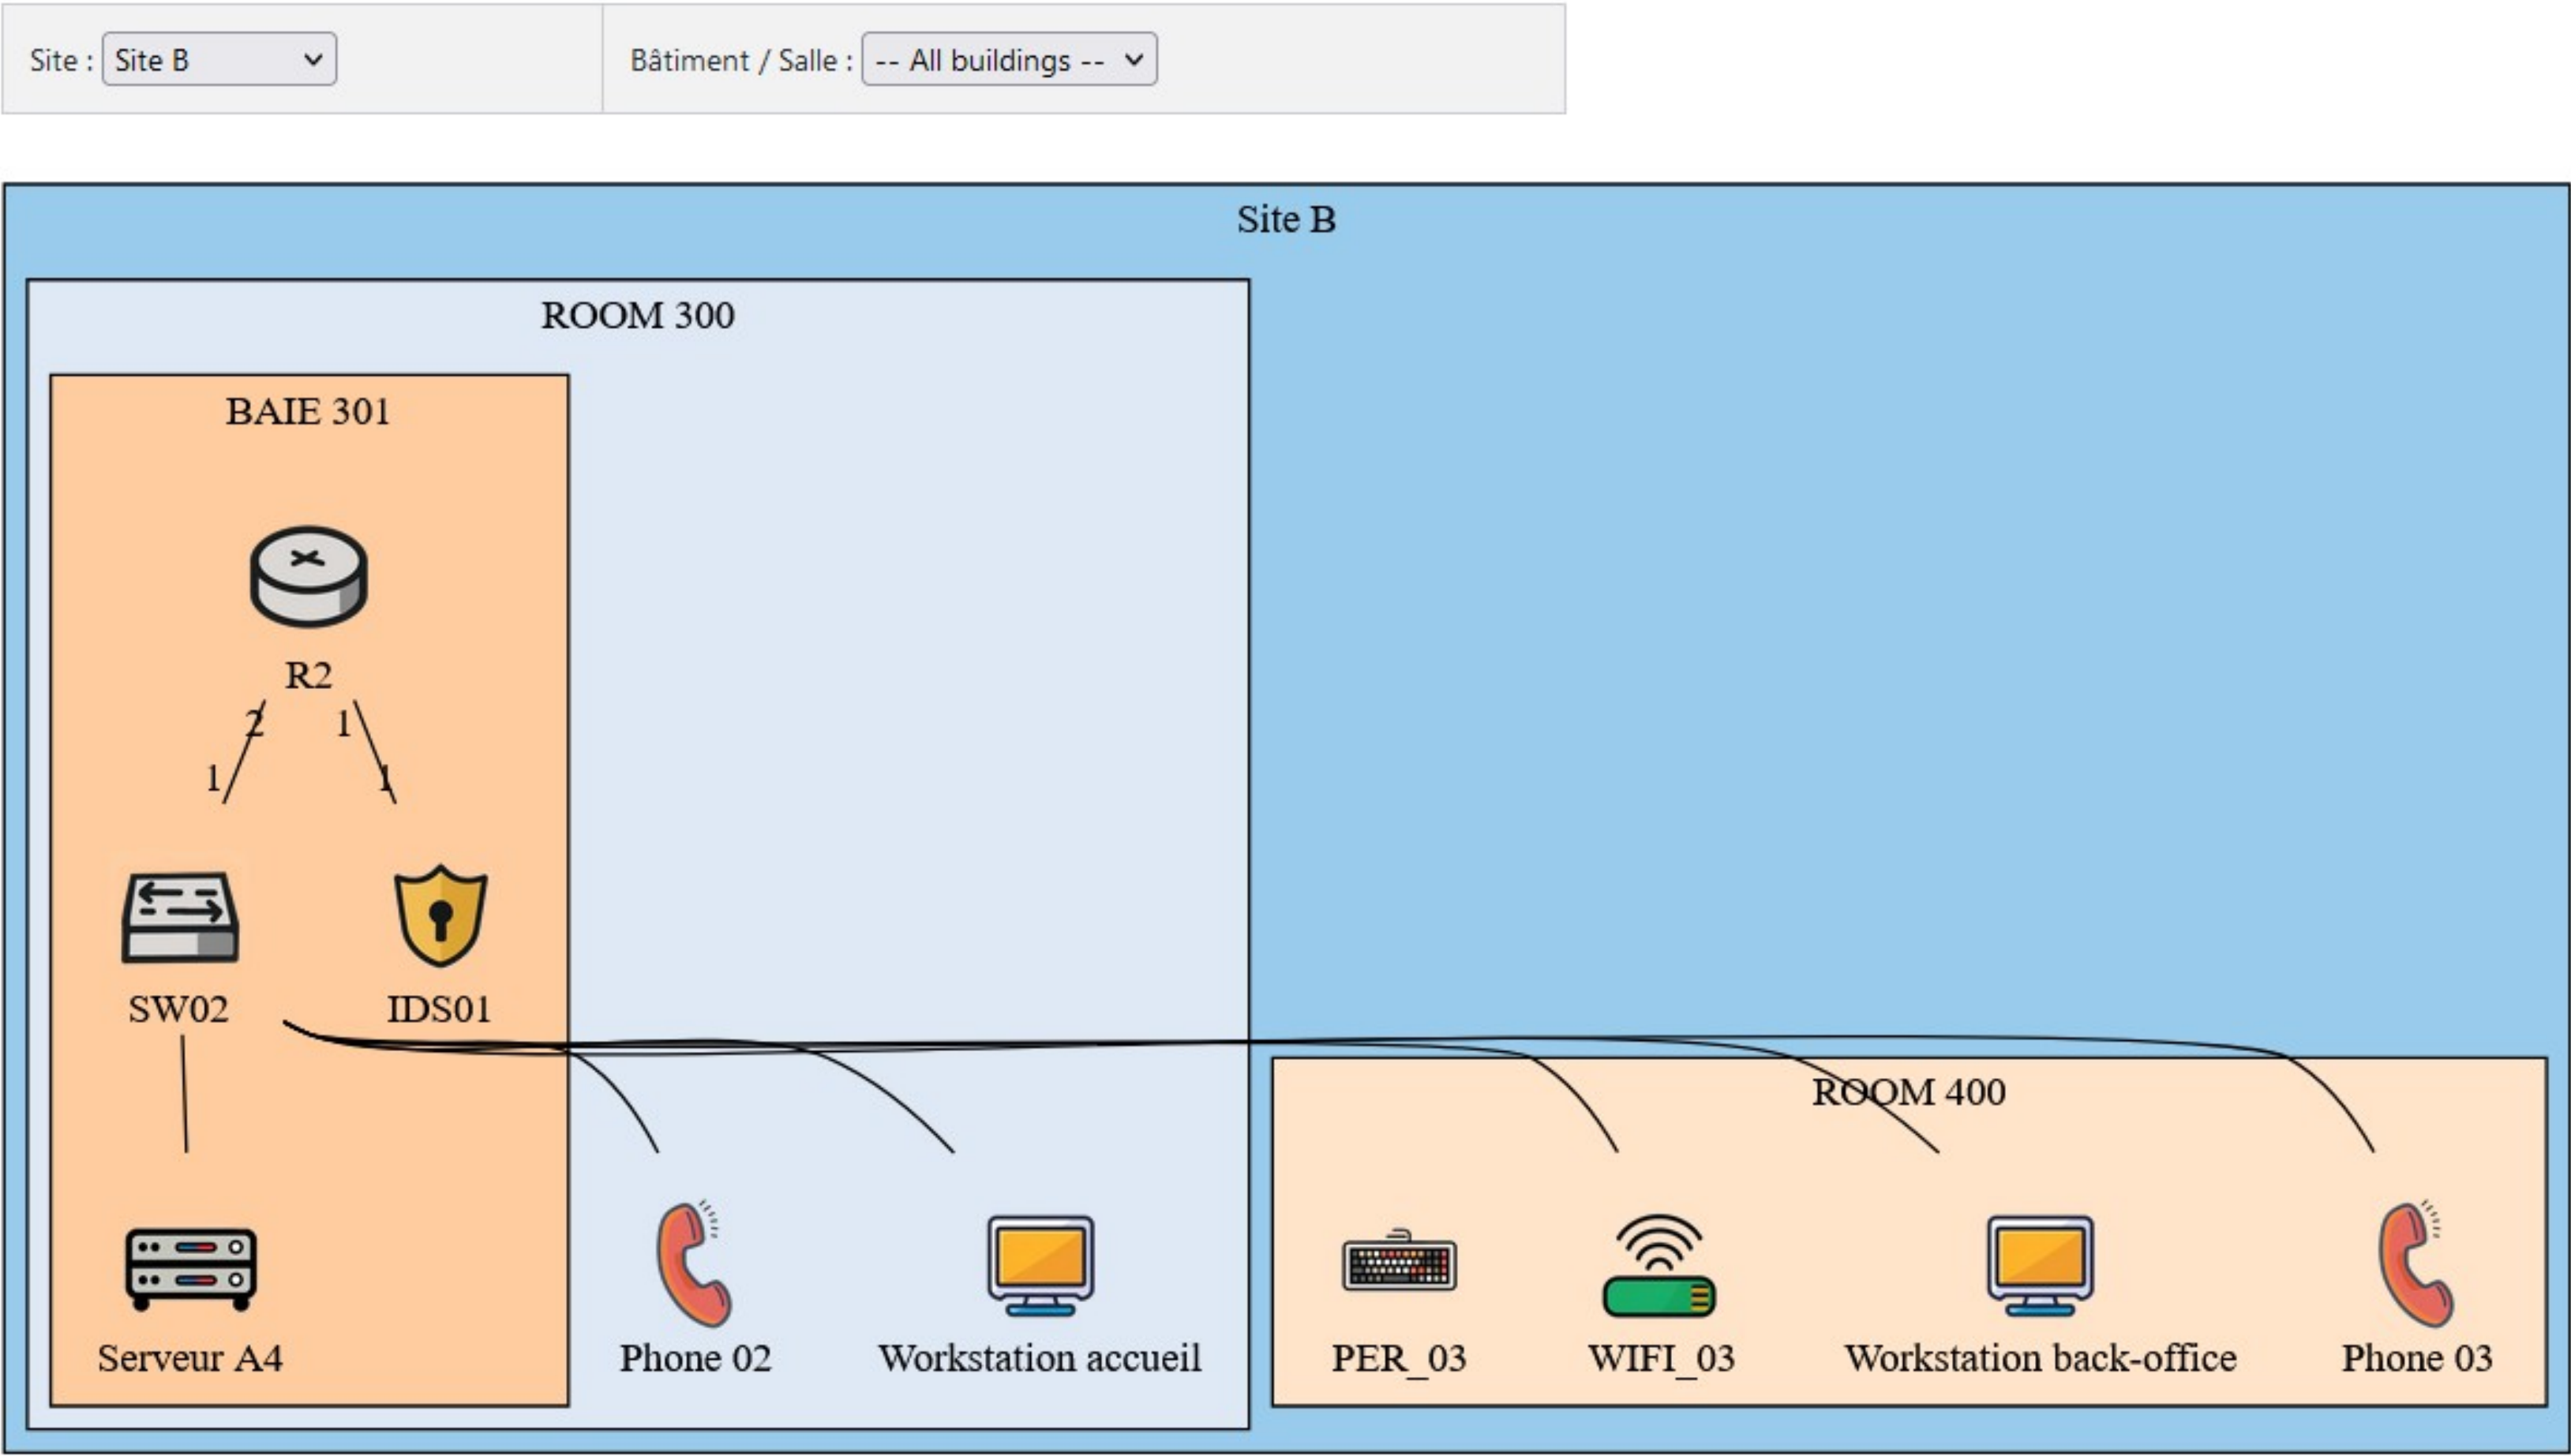 Site : Site B
Bâtiment / Salle : -- All buildings --
Site B
ROOM 300
BAIE 301
R2
2 1
1 1
SW02 IDS01
ROOM 400
Serveur A4 Phone 02 Workstation accueil PER_03 WIFI_03 Workstation back-office Phone 03